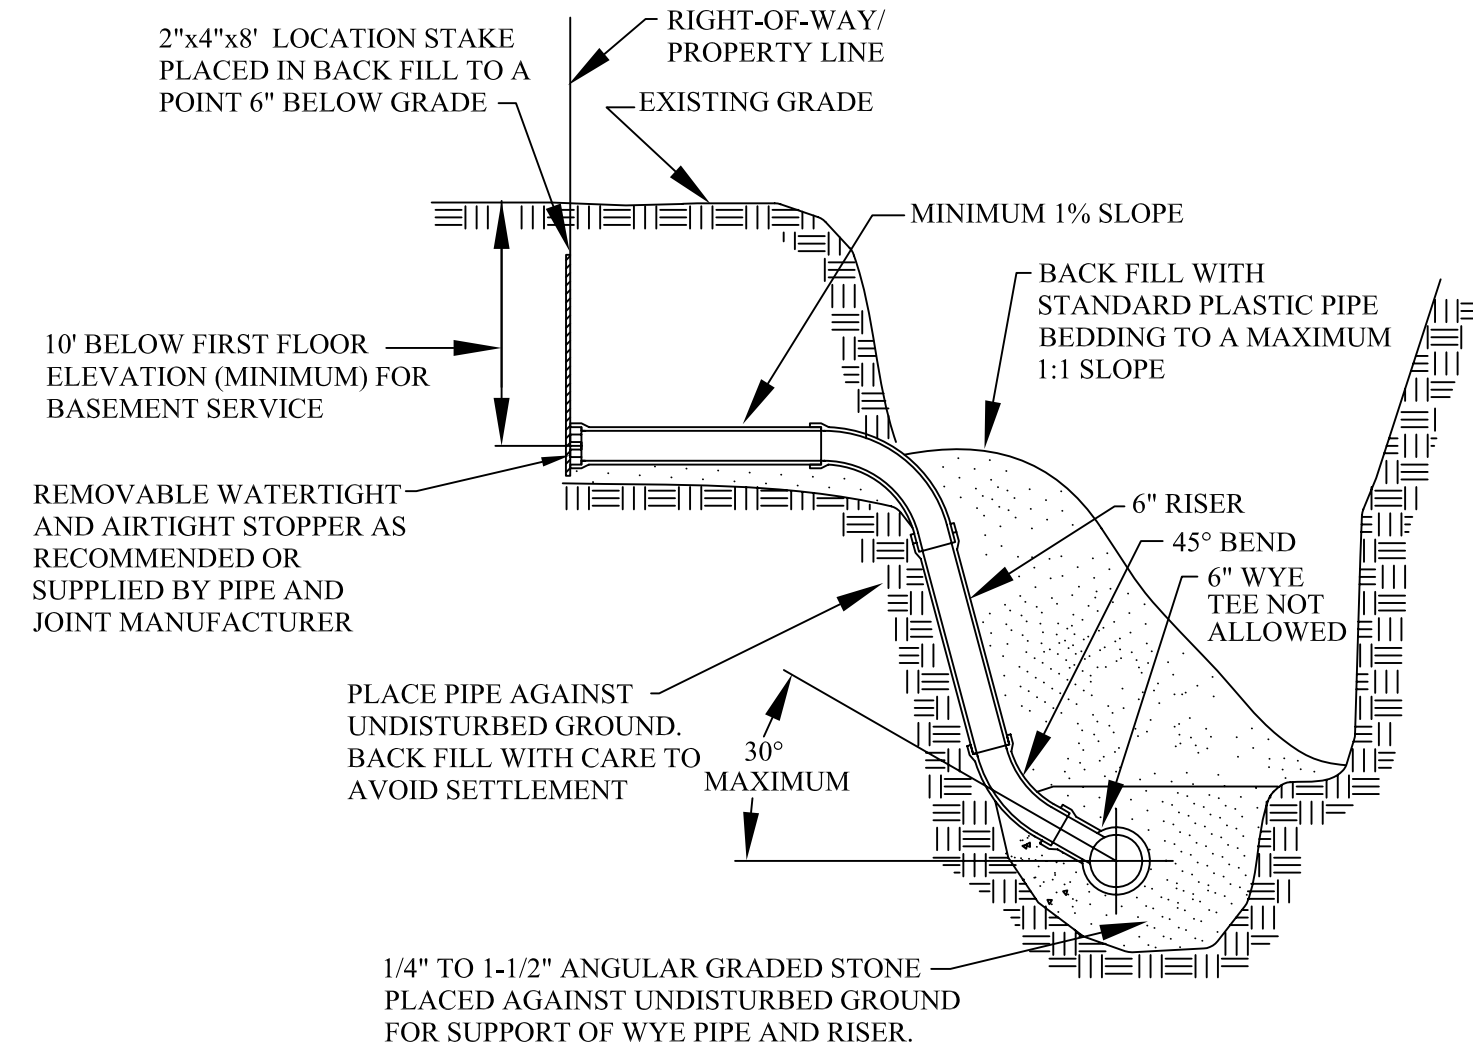 2"x4"x8' LOCATION STAKE
PLACED IN BACK FILL TO A
POINT 6" BELOW GRADE
RIGHT-OF-WAY/
PROPERTY LINE
EXISTING GRADE
MINIMUM 1% SLOPE
BACK FILL WITH
STANDARD PLASTIC PIPE
BEDDING TO A MAXIMUM
1:1 SLOPE
10' BELOW FIRST FLOOR
ELEVATION (MINIMUM) FOR
BASEMENT SERVICE
REMOVABLE WATERTIGHT
AND AIRTIGHT STOPPER AS
RECOMMENDED OR
SUPPLIED BY PIPE AND
JOINT MANUFACTURER
6" RISER
45° BEND
6" WYE
TEE NOT
ALLOWED
PLACE PIPE AGAINST
UNDISTURBED GROUND.
BACK FILL WITH CARE TO
AVOID SETTLEMENT
30°
MAXIMUM
1/4" TO 1-1/2" ANGULAR GRADED STONE
PLACED AGAINST UNDISTURBED GROUND
FOR SUPPORT OF WYE PIPE AND RISER.